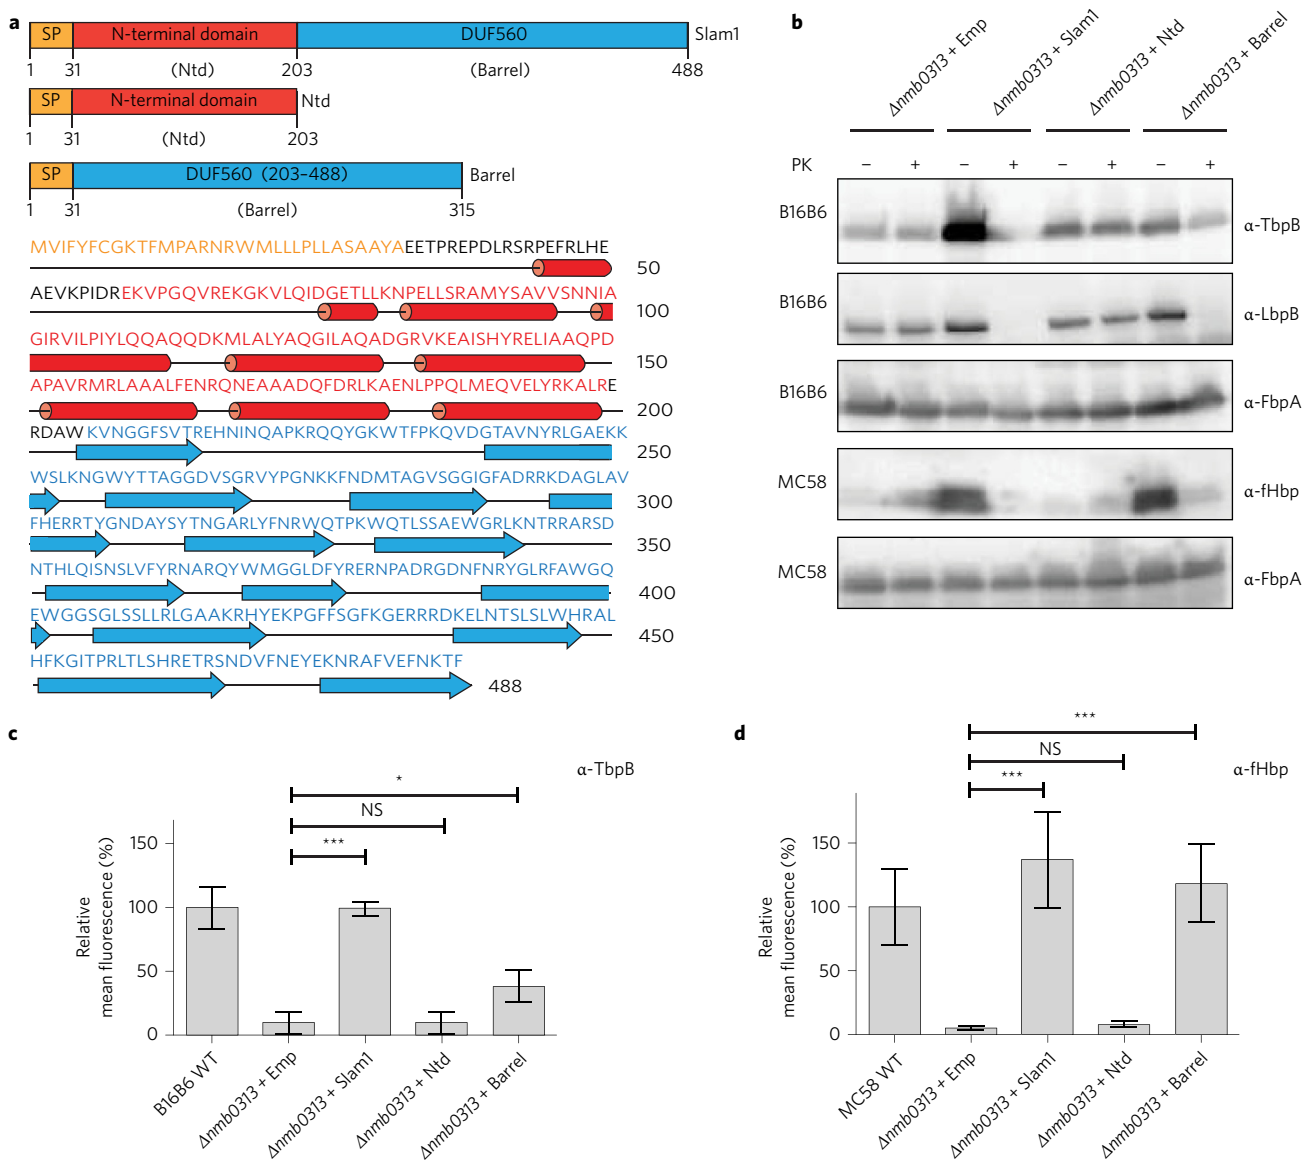 a
SP N-terminal domain DUF560 Slam1
1 31 (Ntd) 203 (Barrel) 488
SP N-terminal domain Ntd
1 31 (Ntd) 203
SP DUF560 (203–488) Barrel
1 31 (Barrel) 315
MVIFYFCGKTFMPARNRWMLLLPLLASAAYAEETPREPDLRSRPEFRLHE
50
AEVKPIDREKVPGQVREKGKVLQIDGETLLKNPELLSRAMYSAVVSNNIA
100
GIRVILPIYLQQAQQDKMLALYAQGILAQADGRVKEAISHYRELIAAQPD
150
APAVRMRLAAALFENRQNEAAADQFDRLKAENLPPQLMEQVELYRKALRE
200
RDAWKVNGGFSVTREHNINQAPKRQQYGKWTFPKQVDGTAVNYRLGAEKK
250
WSLKNGWYTTAGGDVSGRVYPGNKKFNDMTAGVSGGIGFADRRKDAGLAV
300
FHERRTYGNDAYSYTNGARLYFNRWQTPKWQTLSSAEWGRLKNTRRARSD
350
NTHLQISNSLVFYRNARQYWMGGLDFYRERNPADRGDNFNRYGLRFAWGQ
400
EWGGSGLSSLLRLGAAKRHYEKPGFFSGFKGERRRDKELNTSLSLWHRAL
450
HFKGITPRLTLSHRETRSNDVFNEYEKNRAFVEFNKTF
488
b
Δnmb0313 + Emp
Δnmb0313 + Slam1
Δnmb0313 + Ntd
Δnmb0313 + Barrel
PK − + − + − + − +
B16B6 α-TbpB
B16B6 α-LbpB
B16B6 α-FbpA
MC58 α-fHbp
MC58 α-FbpA
c
α-TbpB
*
NS
***
Relative
mean fluorescence (%)
150
100
50
0
B16B6 WT
Δnmb0313 + Emp
Δnmb0313 + Slam1
Δnmb0313 + Ntd
Δnmb0313 + Barrel
d
α-fHbp
***
NS
***
Relative
mean fluorescence (%)
150
100
50
0
MC58 WT
Δnmb0313 + Emp
Δnmb0313 + Slam1
Δnmb0313 + Ntd
Δnmb0313 + Barrel